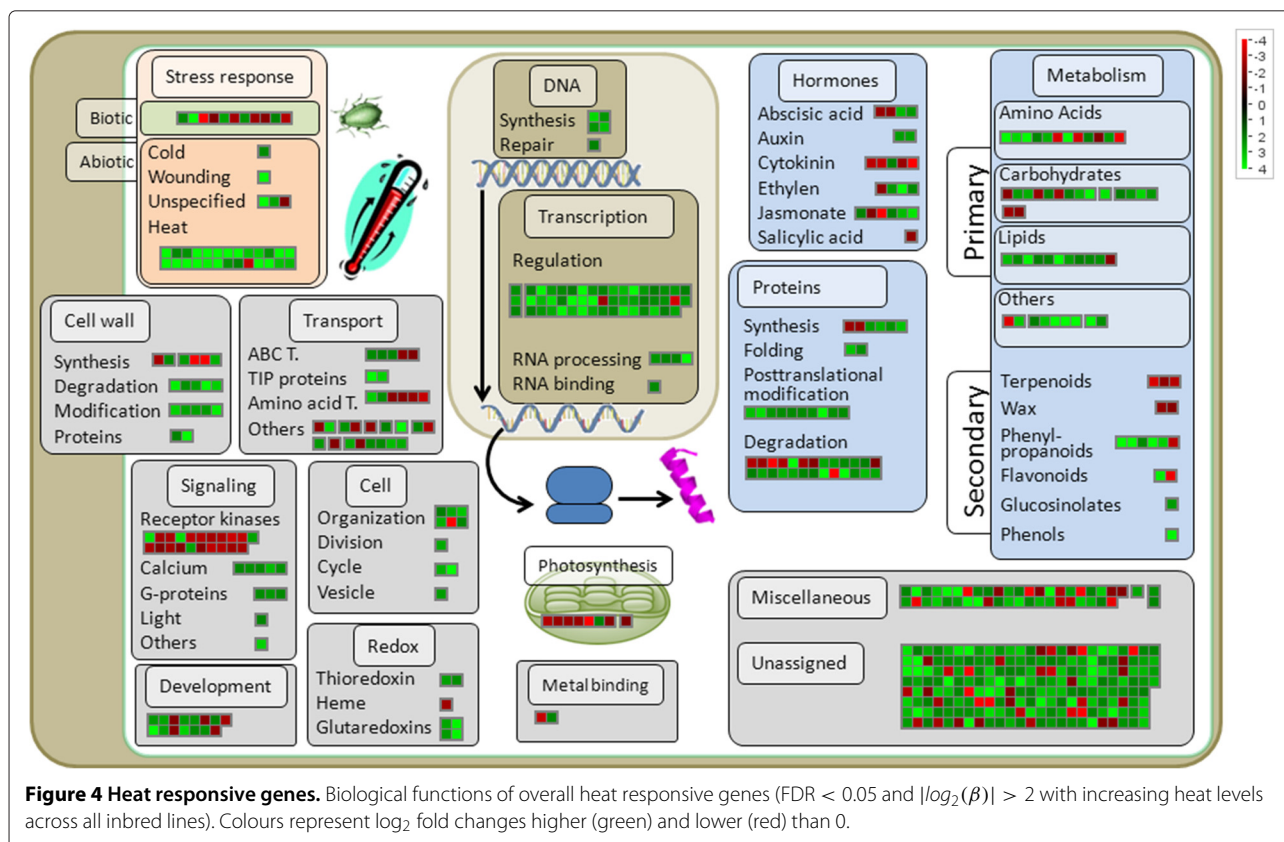 Stress response
Biotic
Abiotic
Cold
Wounding
Unspecified
Heat
DNA
Synthesis
Repair
Transcription
Regulation
RNA processing
RNA binding
Hormones
Abscisic acid
Auxin
Cytokinin
Ethylen
Jasmonate
Salicylic acid
Metabolism
Primary
Amino Acids
Carbohydrates
Lipids
Others
Secondary
Terpenoids
Wax
Phenyl-
propanoids
Flavonoids
Glucosinolates
Phenols
-4
-3
-2
-1
0
1
2
3
4
Cell wall
Synthesis
Degradation
Modification
Proteins
Transport
ABC T.
TIP proteins
Amino acid T.
Others
Proteins
Synthesis
Folding
Posttranslational
modification
Degradation
Signaling
Receptor kinases
Calcium
G-proteins
Light
Others
Cell
Organization
Division
Cycle
Vesicle
Photosynthesis
Development
Redox
Thioredoxin
Heme
Glutaredoxins
Metal binding
Miscellaneous
Unassigned
Figure 4 Heat responsive genes. Biological functions of overall heat responsive genes (FDR < 0.05 and |log₂(β)| > 2 with increasing heat levels
across all inbred lines). Colours represent log₂ fold changes higher (green) and lower (red) than 0.